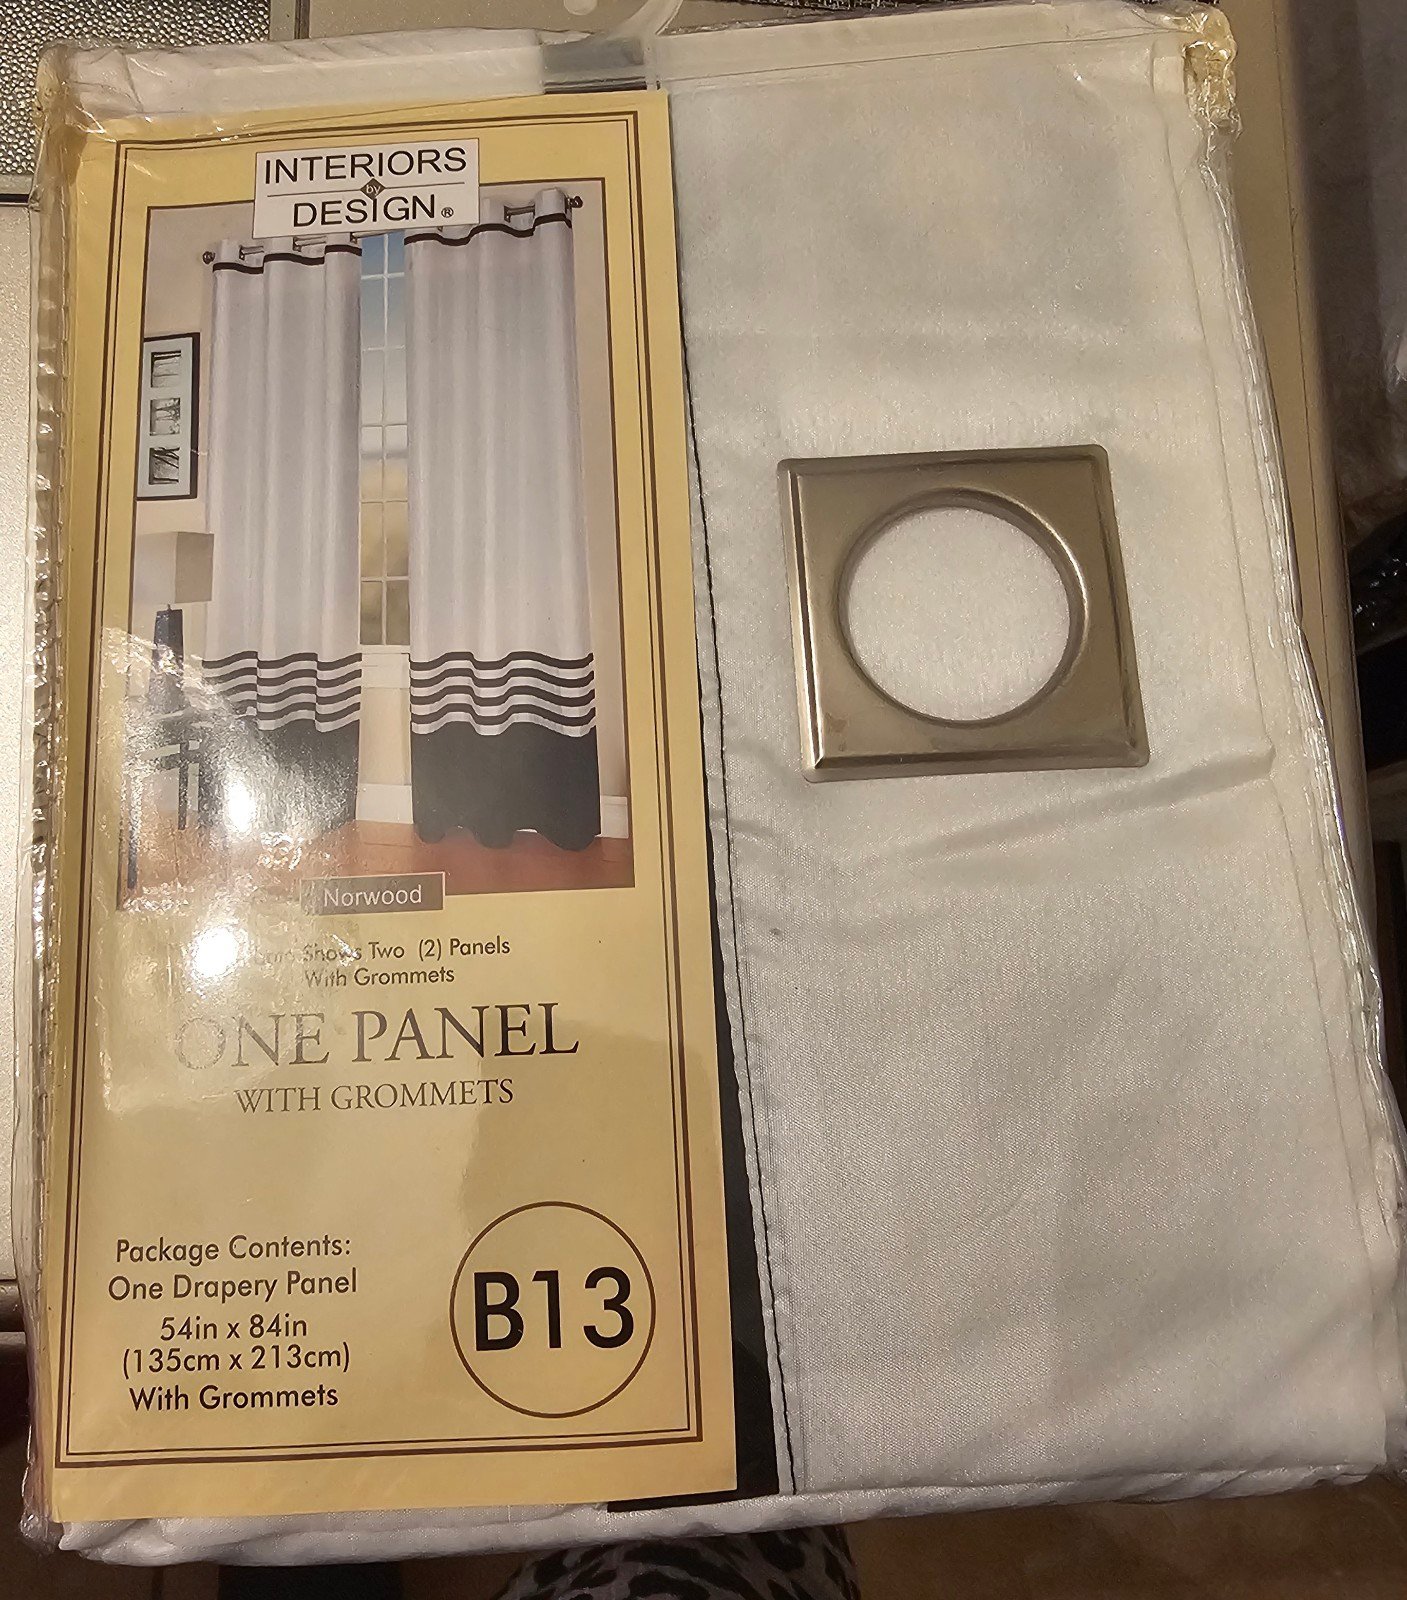 INTERIORS
by
DESIGN®
Norwood
Shows Two (2) Panels
With Grommets
ONE PANEL
WITH GROMMETS
Package Contents:
One Drapery Panel
54in x 84in
(135cm x 213cm)
With Grommets
B13